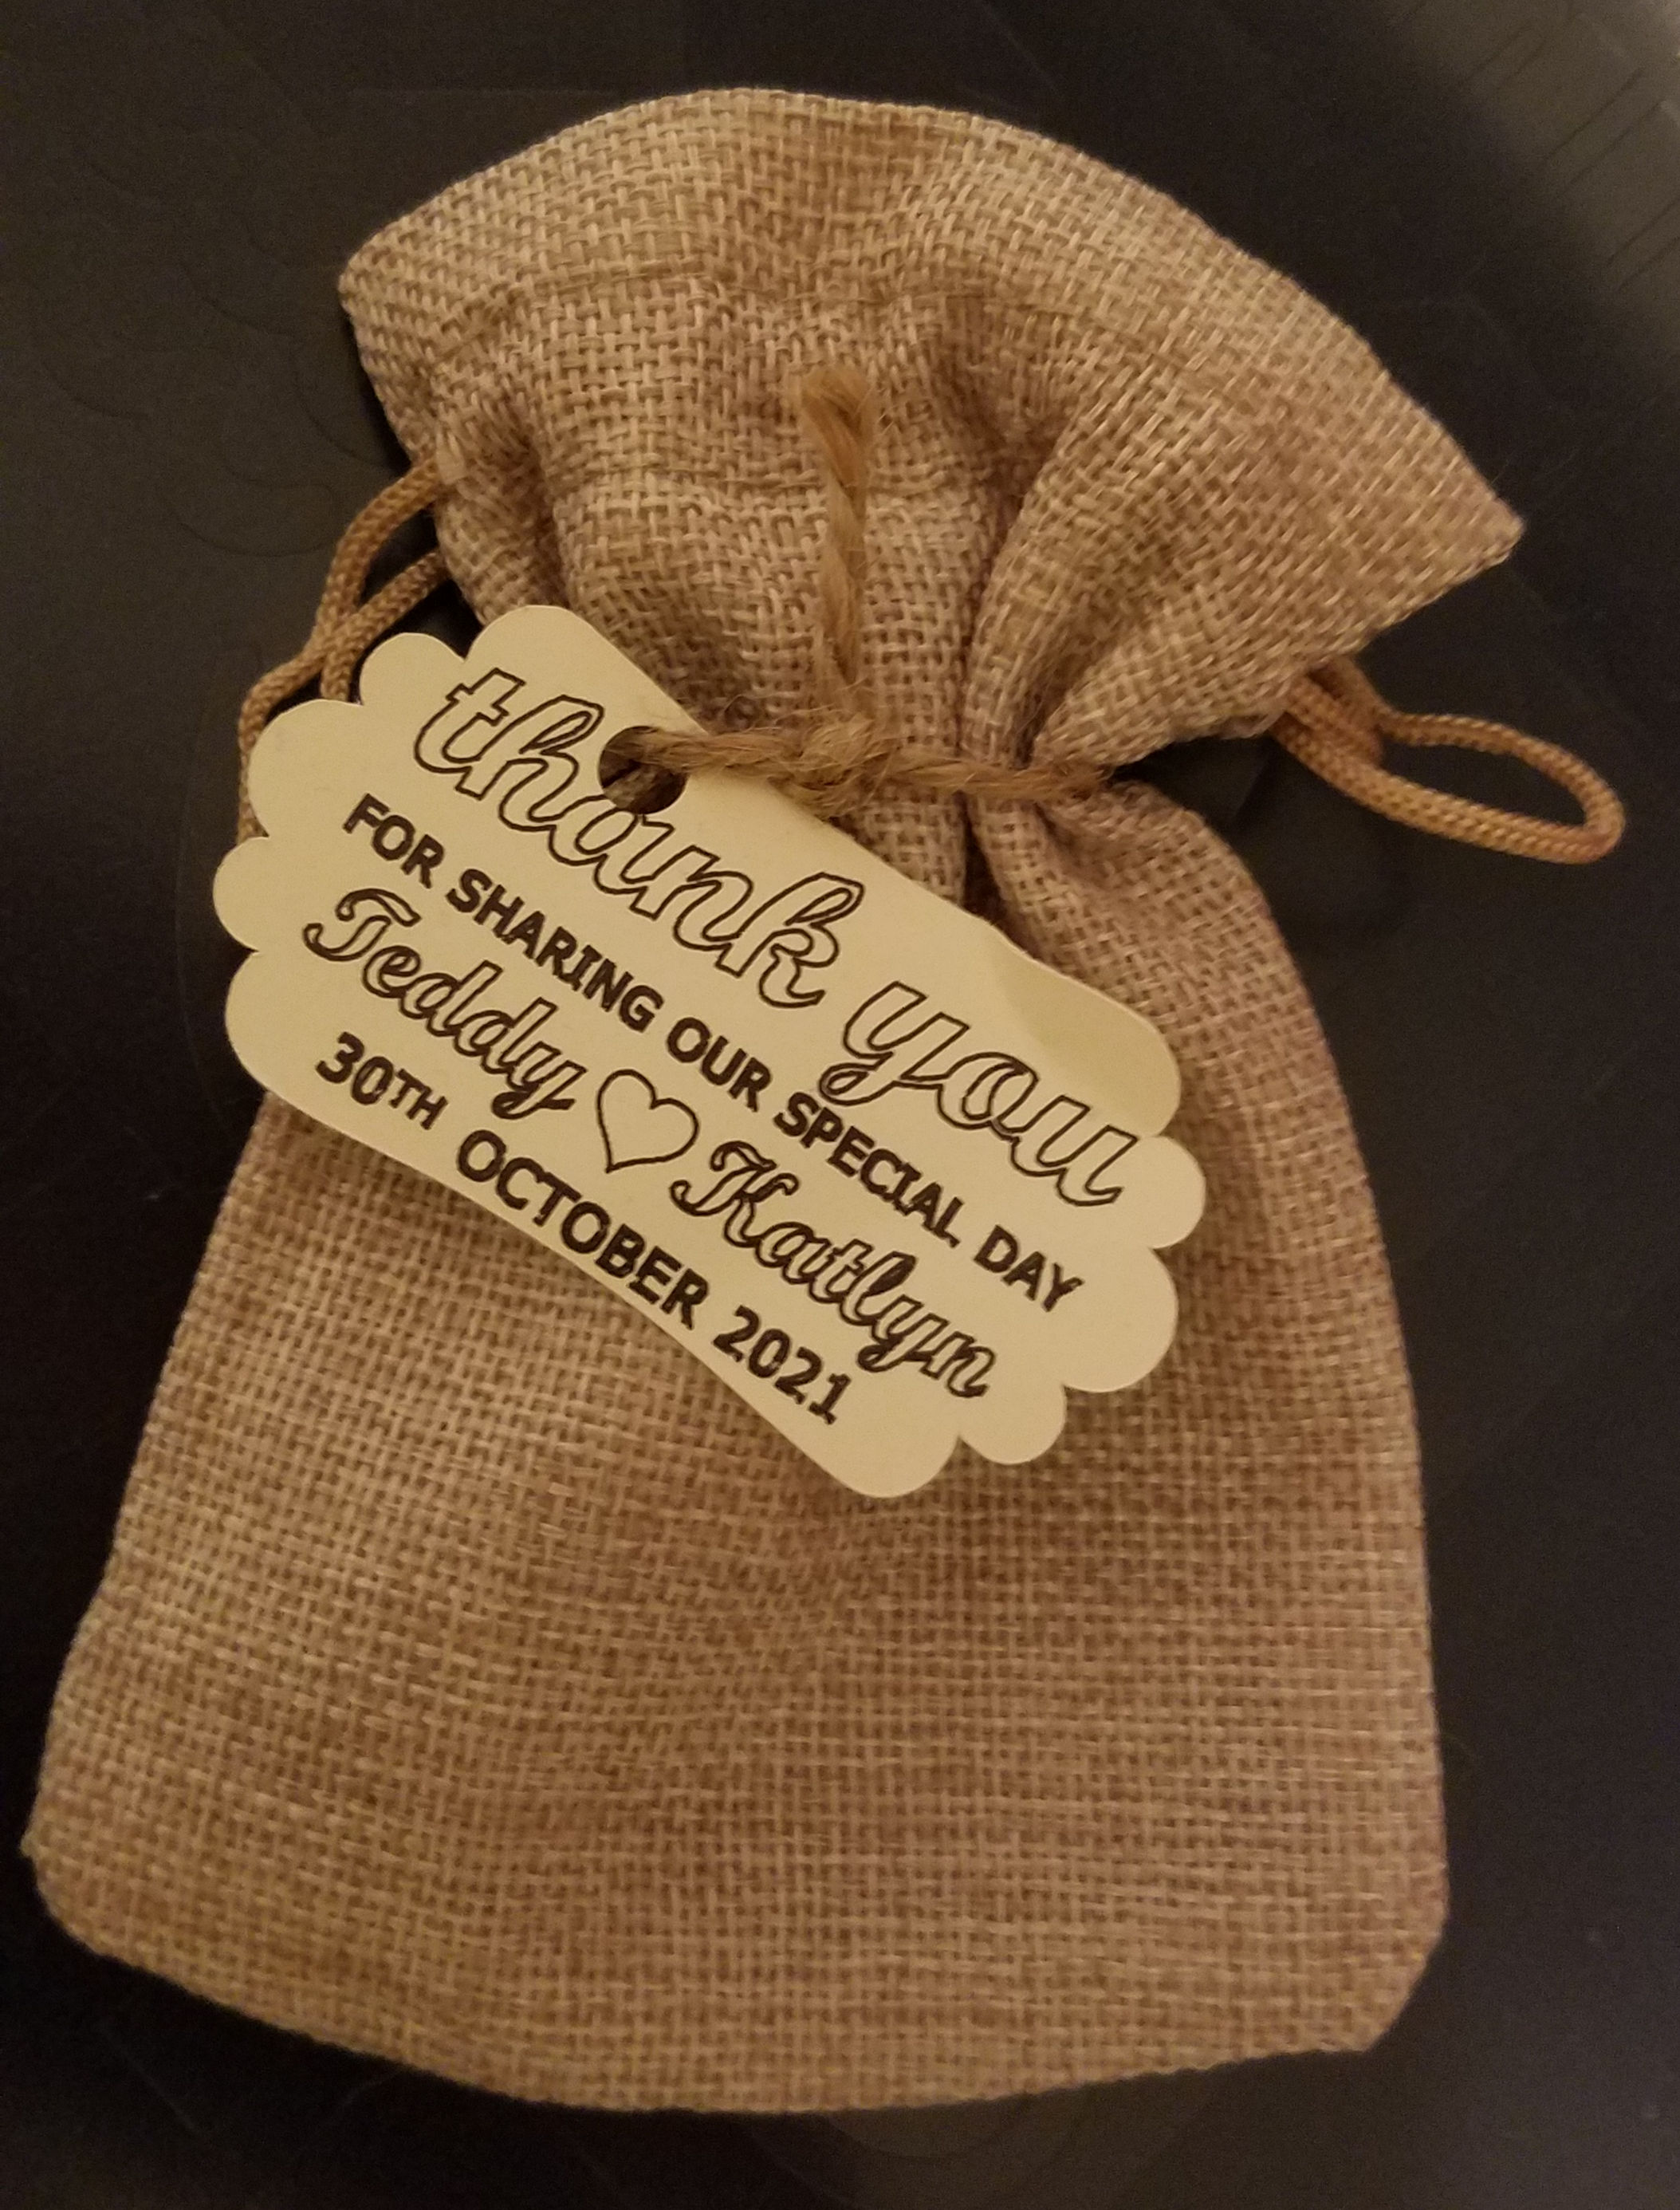 thank you
FOR SHARING OUR SPECIAL DAY
Teddy ♡ Katlyn
30TH OCTOBER 2021